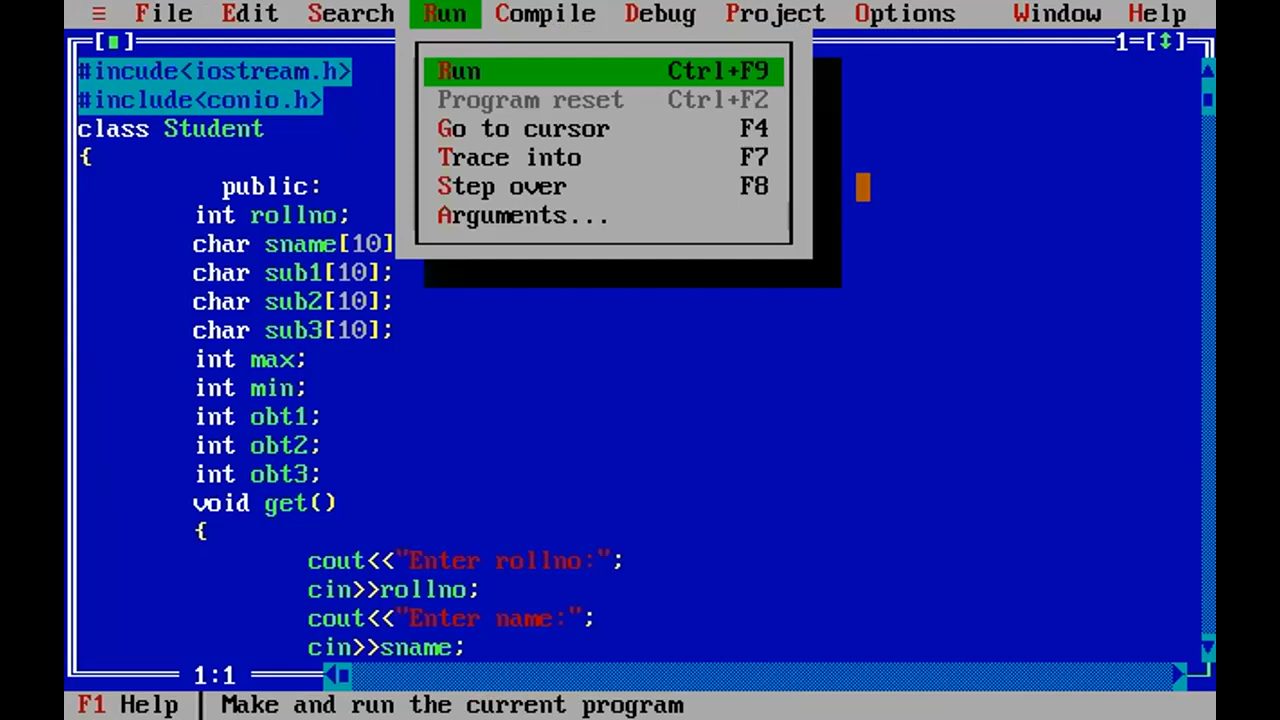 ≡ File Edit Search Run Compile Debug Project Options Window Help
[■] 1=[↕]
Run Ctrl+F9
Program reset Ctrl+F2
Go to cursor F4
Trace into F7
Step over F8
Arguments...
#incude<iostream.h>
#include<conio.h>
class Student
{
public:
int rollno;
char sname[10]
char sub1[10];
char sub2[10];
char sub3[10];
int max;
int min;
int obt1;
int obt2;
int obt3;
void get()
{
cout<<"Enter rollno:";
cin>>rollno;
cout<<"Enter name:";
cin>>sname;
1:1
F1 Help │ Make and run the current program